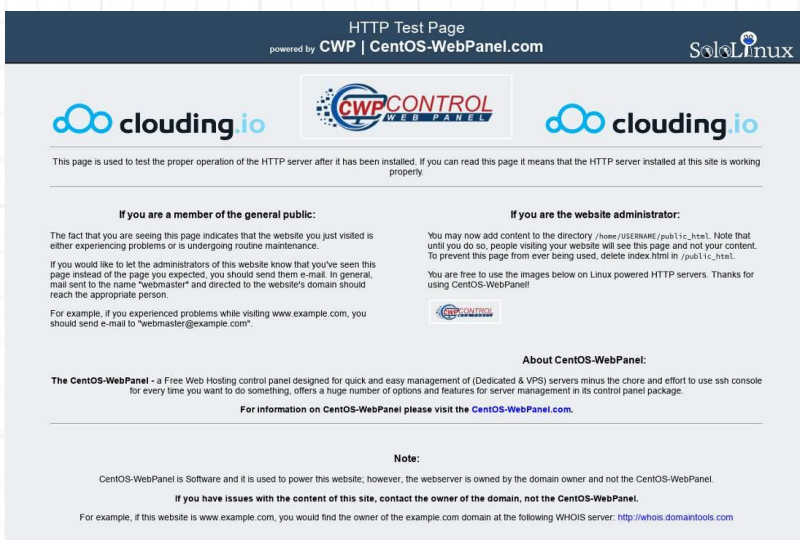 HTTP Test Page
powered by CWP | CentOS-WebPanel.com
SoloLinux
clouding.io
CWP CONTROL
WEB PANEL
clouding.io
This page is used to test the proper operation of the HTTP server after it has been installed. If you can read this page it means that the HTTP server installed at this site is working
properly.
If you are a member of the general public:
The fact that you are seeing this page indicates that the website you just visited is
either experiencing problems or is undergoing routine maintenance.
If you would like to let the administrators of this website know that you've seen this
page instead of the page you expected, you should send them e-mail. In general,
mail sent to the name "webmaster" and directed to the website's domain should
reach the appropriate person.
For example, if you experienced problems while visiting www.example.com, you
should send e-mail to "webmaster@example.com".
If you are the website administrator:
You may now add content to the directory /home/USERNAME/public_html. Note that
until you do so, people visiting your website will see this page and not your content.
To prevent this page from ever being used, delete index.html in /public_html.
You are free to use the images below on Linux powered HTTP servers. Thanks for
using CentOS-WebPanel!
CWP CONTROL
WEB PANEL
About CentOS-WebPanel:
The CentOS-WebPanel - a Free Web Hosting control panel designed for quick and easy management of (Dedicated & VPS) servers minus the chore and effort to use ssh console
for every time you want to do something, offers a huge number of options and features for server management in its control panel package.
For information on CentOS-WebPanel please visit the CentOS-WebPanel.com.
Note:
CentOS-WebPanel is Software and it is used to power this website; however, the webserver is owned by the domain owner and not the CentOS-WebPanel.
If you have issues with the content of this site, contact the owner of the domain, not the CentOS-WebPanel.
For example, if this website is www.example.com, you would find the owner of the example.com domain at the following WHOIS server: http://whois.domaintools.com